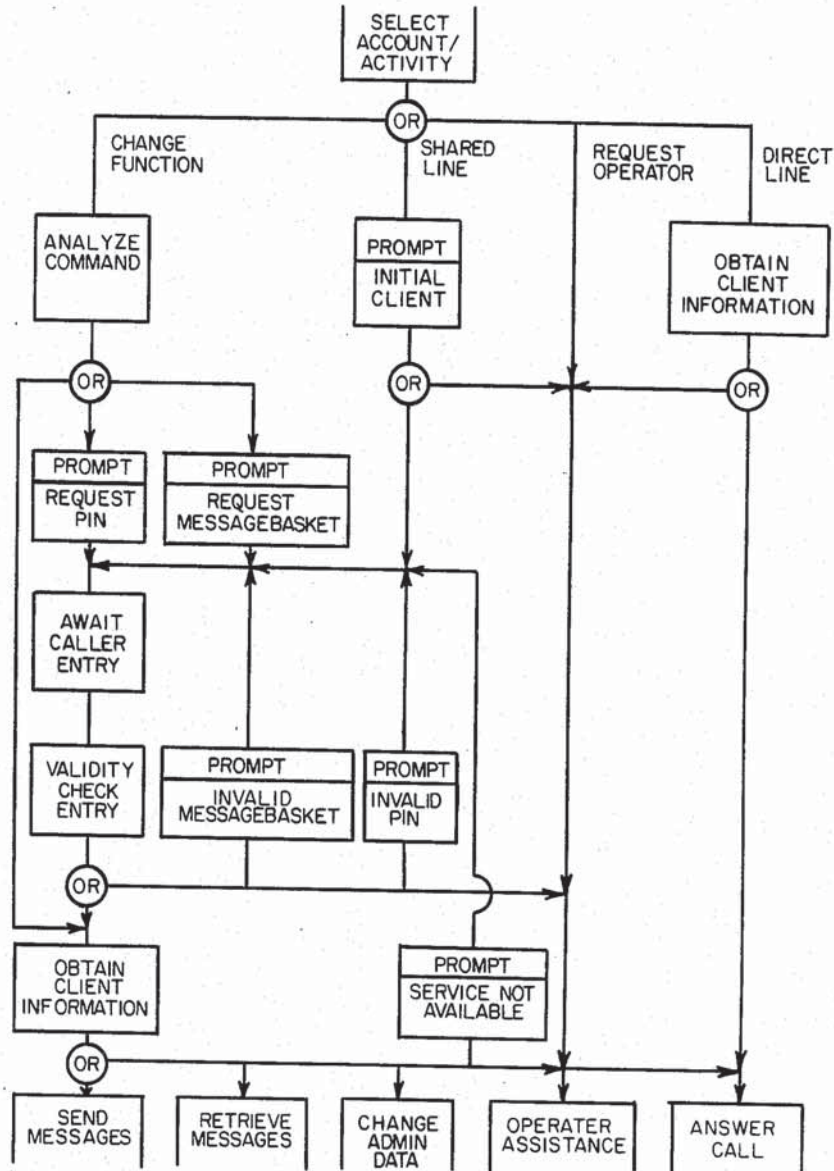 SELECT
ACCOUNT/
ACTIVITY
OR
CHANGE
FUNCTION
SHARED
LINE
REQUEST
OPERATOR
DIRECT
LINE
ANALYZE
COMMAND
PROMPT
INITIAL
CLIENT
OBTAIN
CLIENT
INFORMATION
OR
OR
OR
PROMPT
REQUEST
PIN
PROMPT
REQUEST
MESSAGEBASKET
AWAIT
CALLER
ENTRY
VALIDITY
CHECK
ENTRY
PROMPT
INVALID
MESSAGEBASKET
PROMPT
INVALID
PIN
OR
OBTAIN
CLIENT
INFORMATION
PROMPT
SERVICE NOT
AVAILABLE
OR
SEND
MESSAGES
RETRIEVE
MESSAGES
CHANGE
ADMIN
DATA
OPERATER
ASSISTANCE
ANSWER
CALL